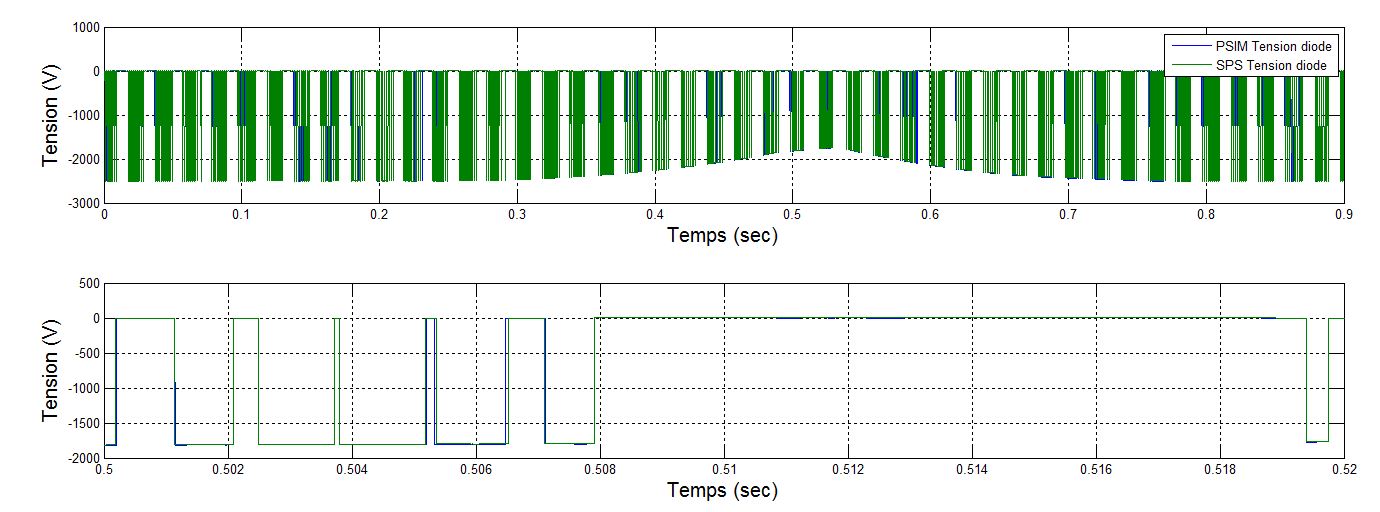 1000
0
-1000
-2000
-3000
Tension (V)
PSIM Tension diode
SPS Tension diode
0 0.1 0.2 0.3 0.4 0.5 0.6 0.7 0.8 0.9
Temps (sec)
500
0
-500
-1000
-1500
-2000
Tension (V)
0.5 0.502 0.504 0.506 0.508 0.51 0.512 0.514 0.516 0.518 0.52
Temps (sec)